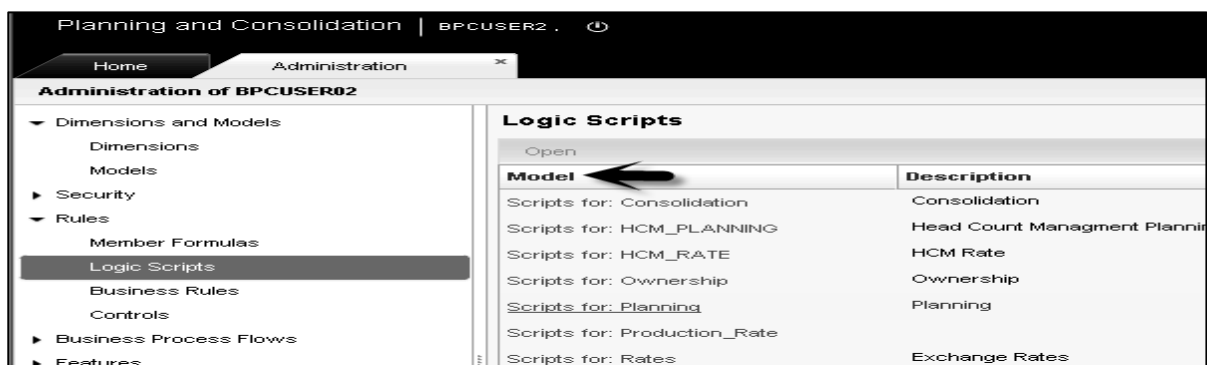 Planning and Consolidation | BPCUSER2 .
Home
Administration
×
Administration of BPCUSER02
Dimensions and Models
Dimensions
Models
Security
Rules
Member Formulas
Logic Scripts
Business Rules
Controls
Business Process Flows
Features
Logic Scripts
Open
Model Description
Scripts for: Consolidation Consolidation
Scripts for: HCM_PLANNING Head Count Managment Plannin
Scripts for: HCM_RATE HCM Rate
Scripts for: Ownership Ownership
Scripts for: Planning Planning
Scripts for: Production_Rate
Scripts for: Rates Exchange Rates